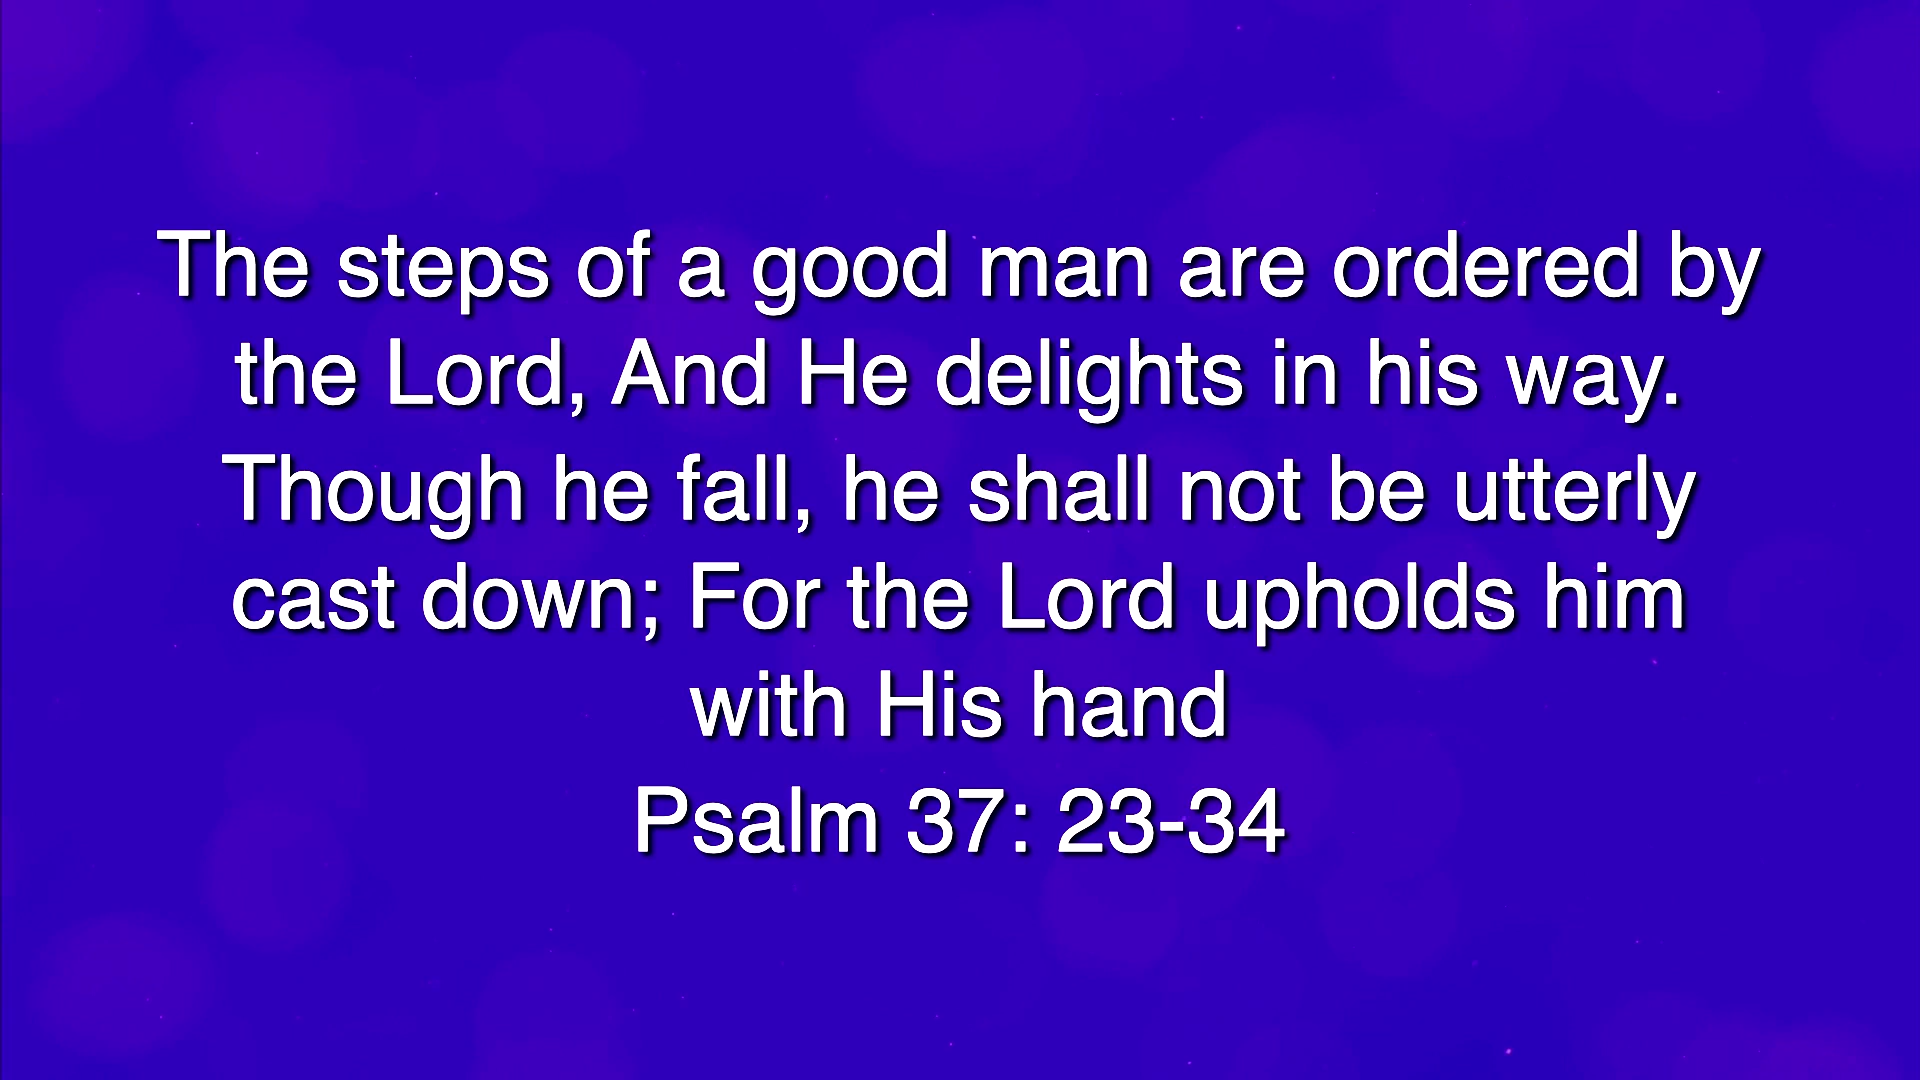 The steps of a good man are ordered by
the Lord, And He delights in his way.
Though he fall, he shall not be utterly
cast down; For the Lord upholds him
with His hand
Psalm 37: 23-34